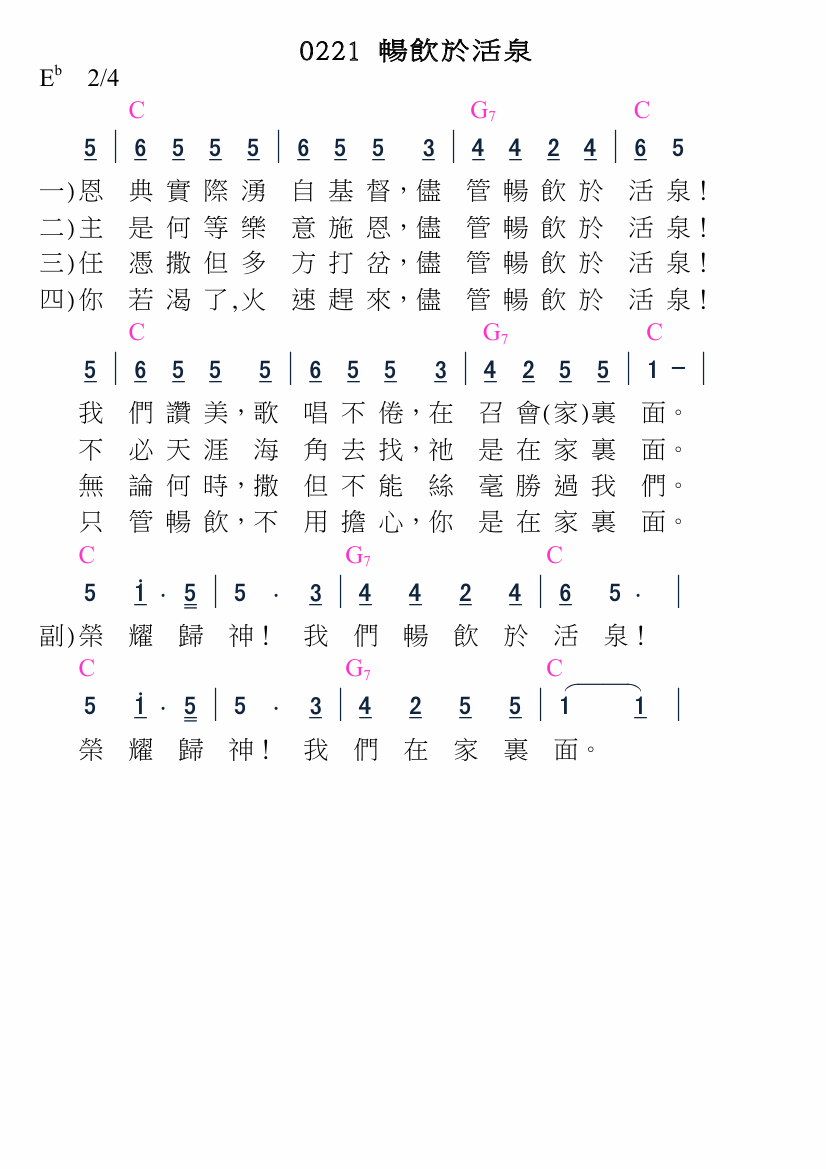 0221 暢飲於活泉
E♭ 2/4
C G7 C
5 | 6 5 5 5 | 6 5 5 3 | 4 4 2 4 | 6 5
一)恩典實際湧自基督，儘管暢飲於活泉！
二)主是何等樂意施恩，儘管暢飲於活泉！
三)任憑撒但多方打岔，儘管暢飲於活泉！
四)你若渴了,火速趕來，儘管暢飲於活泉！
C G7 C
5 | 6 5 5 5 | 6 5 5 3 | 4 2 5 5 | 1 － |
我們讚美，歌唱不倦，在召會(家)裏面。
不必天涯海角去找，祂是在家裏面。
無論何時，撒但不能絲毫勝過我們。
只管暢飲，不用擔心，你是在家裏面。
C G7 C
5 i · 5 | 5 · 3 | 4 4 2 4 | 6 5 · |
副)榮耀歸神！我們暢飲於活泉！
C G7 C
5 i · 5 | 5 · 3 | 4 2 5 5 | 1 1 |
榮耀歸神！我們在家裏面。